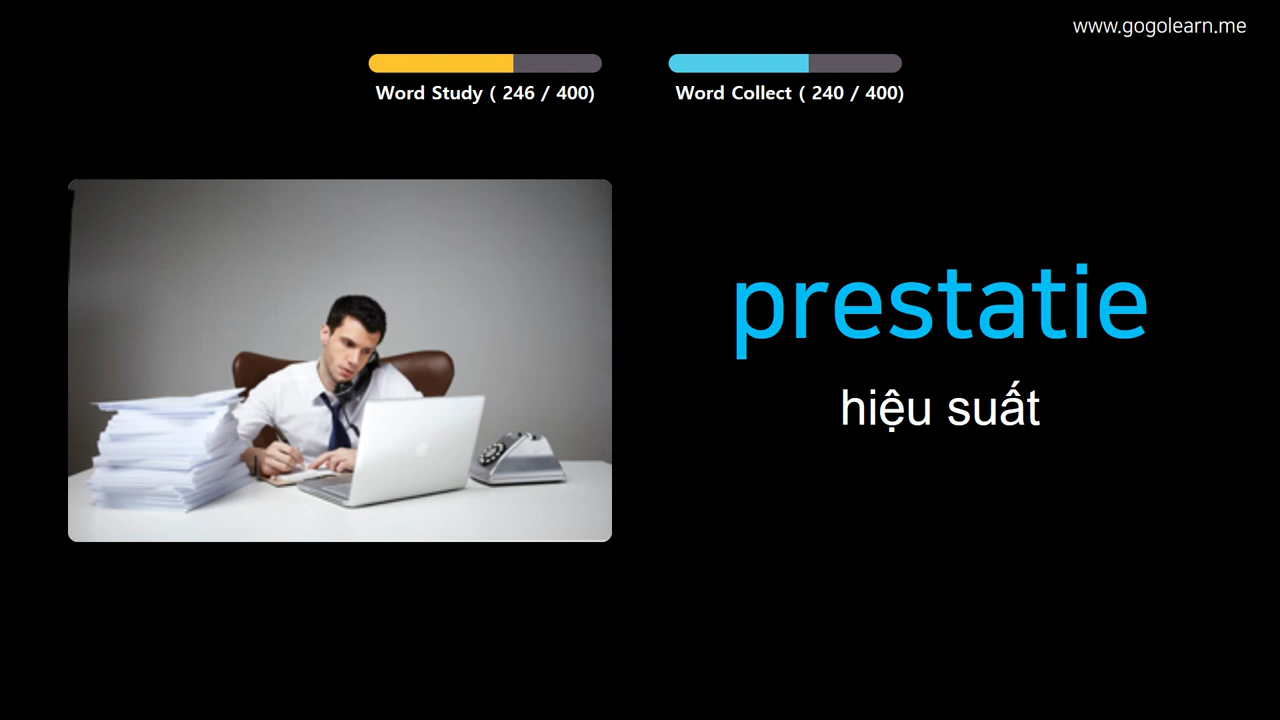 www.gogolearn.me
Word Study ( 246 / 400)
Word Collect ( 240 / 400)
prestatie
hiệu suất